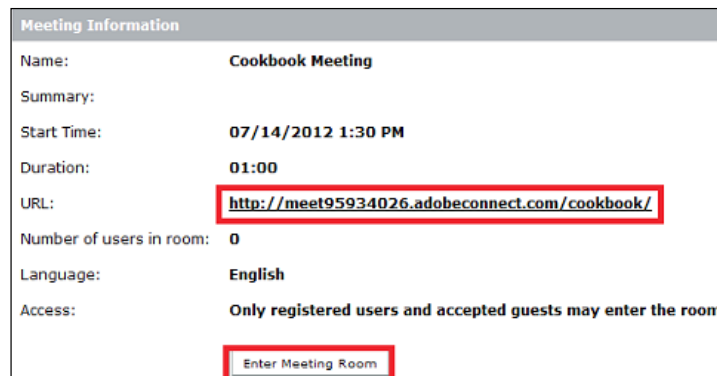 Meeting Information
Name: Cookbook Meeting
Summary:
Start Time: 07/14/2012 1:30 PM
Duration: 01:00
URL: http://meet95934026.adobeconnect.com/cookbook/
Number of users in room: 0
Language: English
Access: Only registered users and accepted guests may enter the room
Enter Meeting Room